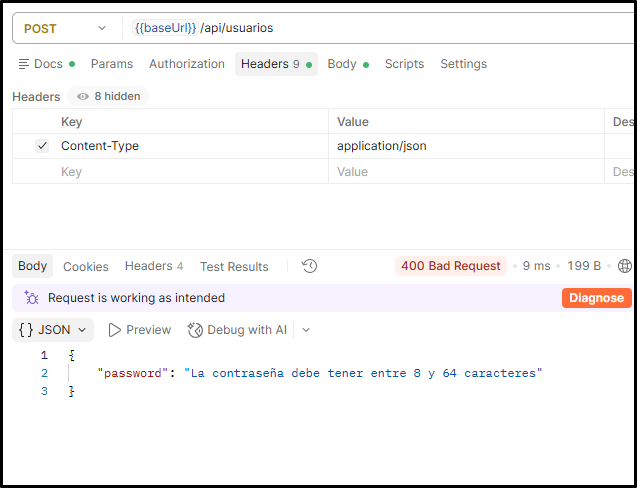 POST {{baseUrl}} /api/usuarios
Docs Params Authorization Headers 9 Body Scripts Settings
Headers 8 hidden
Key Value Des
Content-Type application/json
Key Value Des
Body Cookies Headers 4 Test Results 400 Bad Request • 9 ms • 199 B •
Request is working as intended Diagnose
{} JSON Preview Debug with AI
1 {
2 "password": "La contraseña debe tener entre 8 y 64 caracteres"
3 }